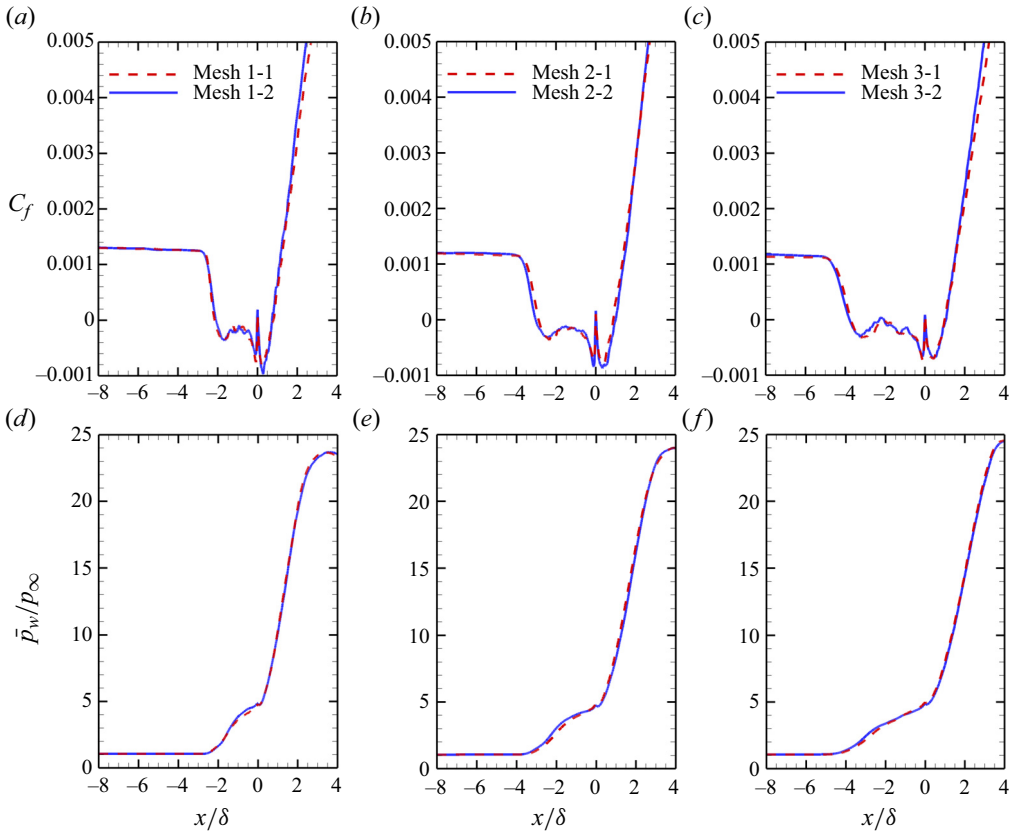 (a) (b) (c)
0.005 0.005 0.005
Mesh 1-1 Mesh 2-1 Mesh 3-1
Mesh 1-2 Mesh 2-2 Mesh 3-2
0.004 0.004 0.004
0.003 0.003 0.003
C_f 0.002 0.002 0.002
0.001 0.001 0.001
0 0 0
–0.001 –0.001 –0.001
–8 –6 –4 –2 0 2 4 –8 –6 –4 –2 0 2 4 –8 –6 –4 –2 0 2 4
(d) (e) (f)
25 25 25
20 20 20
15 15 15
p̄_w/p_∞ 10 10 10
5 5 5
0 0 0
–8 –6 –4 –2 0 2 4 –8 –6 –4 –2 0 2 4 –8 –6 –4 –2 0 2 4
x/δ x/δ x/δ